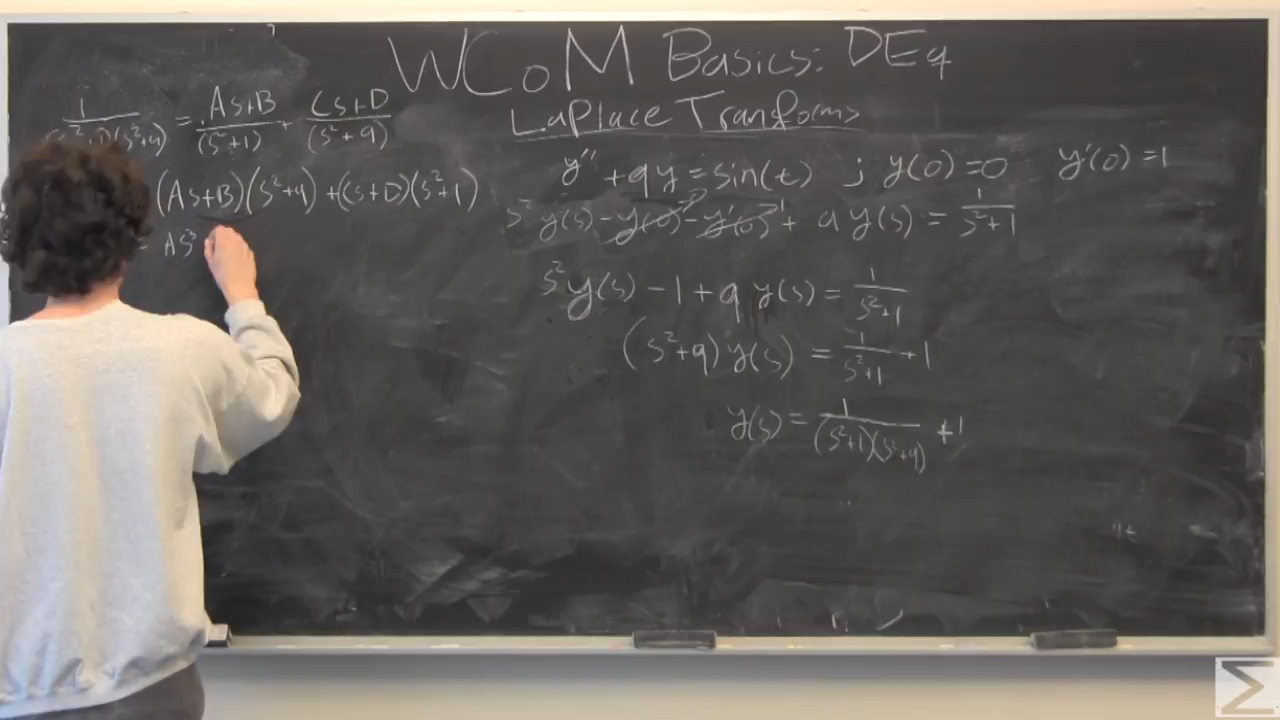 WCoM Basics: DEq
Laplace Transforms
y'' + 9y = sin(t) ; y(0)=0 y'(0)=1
s² y(s) - y(0) - y'(0) + 9 y(s) = 1/(s²+1)
s² y(s) - 1 + 9 y(s) = 1/(s²+1)
(s²+9) y(s) = 1/(s²+1) + 1
y(s) = 1/((s²+1)(s²+9)) + 1
1/((s²+1)(s²+9)) = (As+B)/(s²+1) + (Cs+D)/(s²+9)
(As+B)(s²+9) + (Cs+D)(s²+1)
= As³
Σ